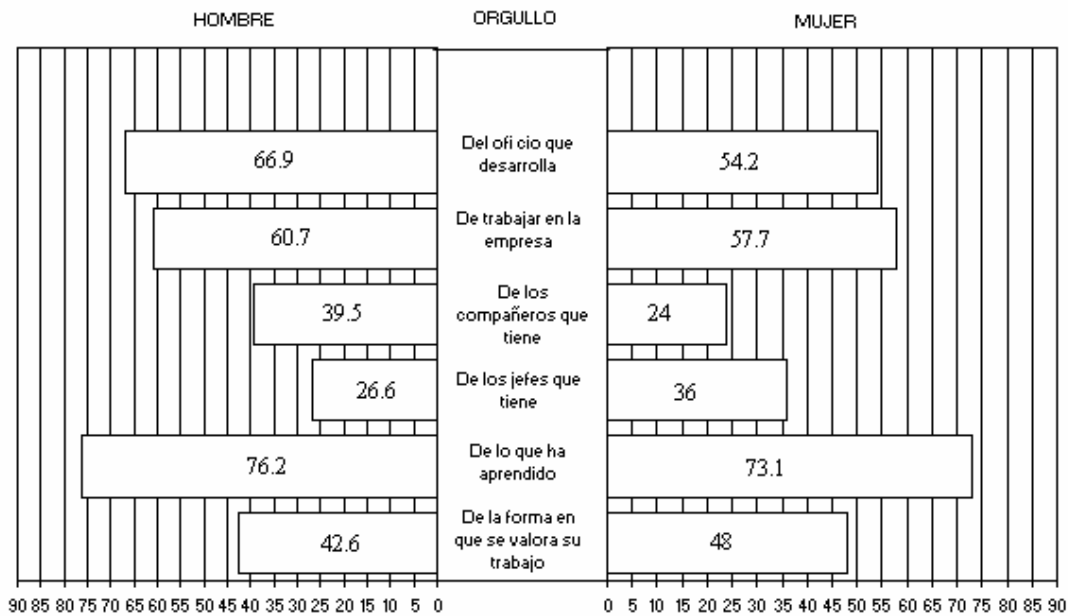 HOMBRE ORGULLO MUJER
66.9 Del oficio que desarrolla 54.2
60.7 De trabajar en la empresa 57.7
39.5 De los compañeros que tiene 24
26.6 De los jefes que tiene 36
76.2 De lo que ha aprendido 73.1
42.6 De la forma en que se valora su trabajo 48
90 85 80 75 70 65 60 55 50 45 40 35 30 25 20 15 10 5 0 0 5 10 15 20 25 30 35 40 45 50 55 60 65 70 73 75 80 85 90